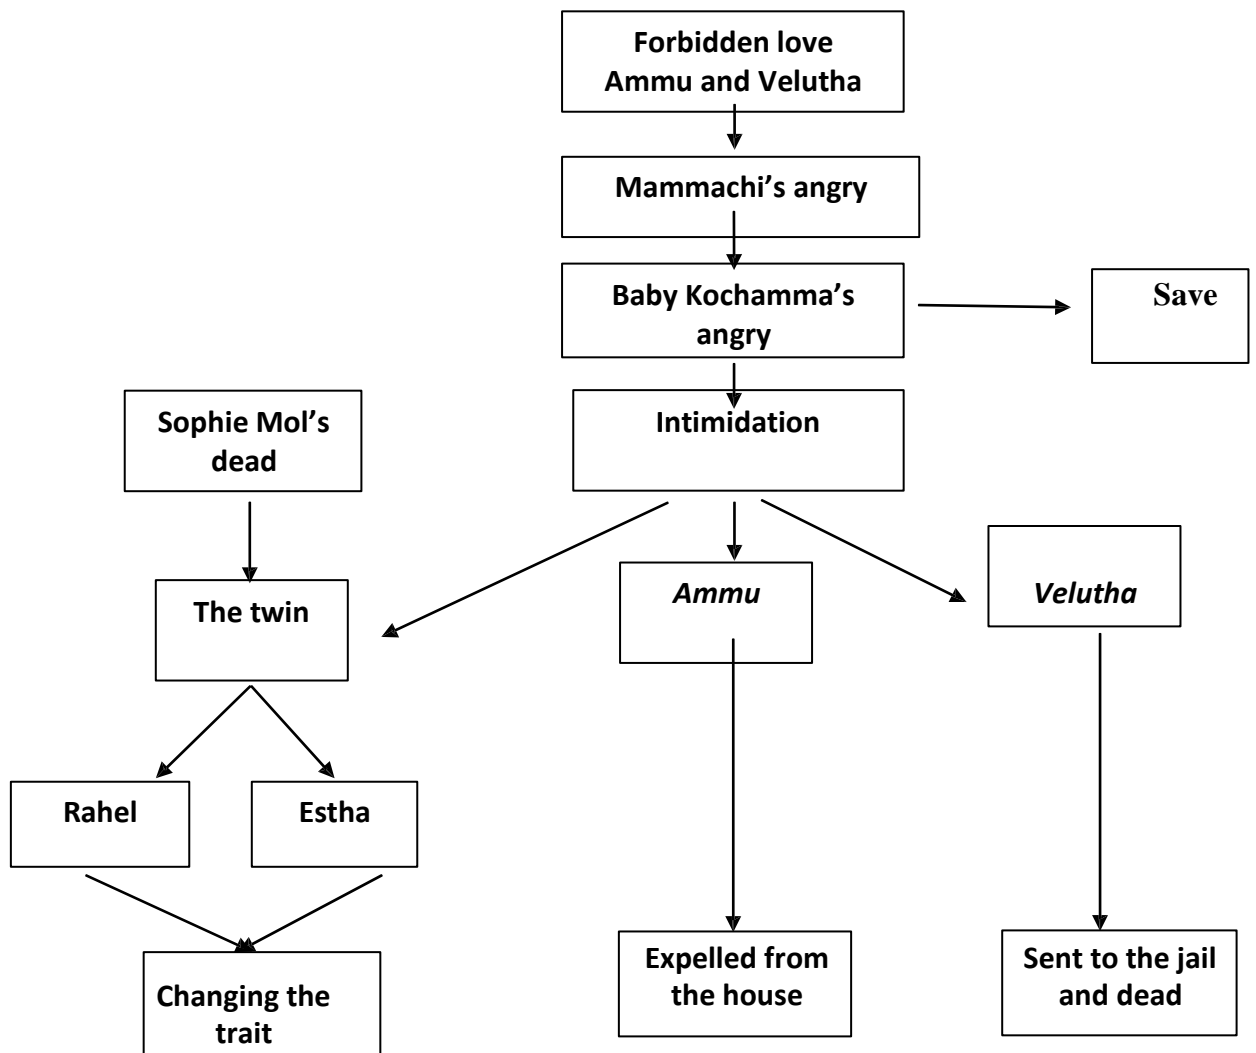 Forbidden love
Ammu and Velutha
Mammachi’s angry
Baby Kochamma’s
angry
Save
Intimidation
Sophie Mol’s
dead
The twin
Ammu
Velutha
Rahel
Estha
Changing the
trait
Expelled from
the house
Sent to the jail
and dead